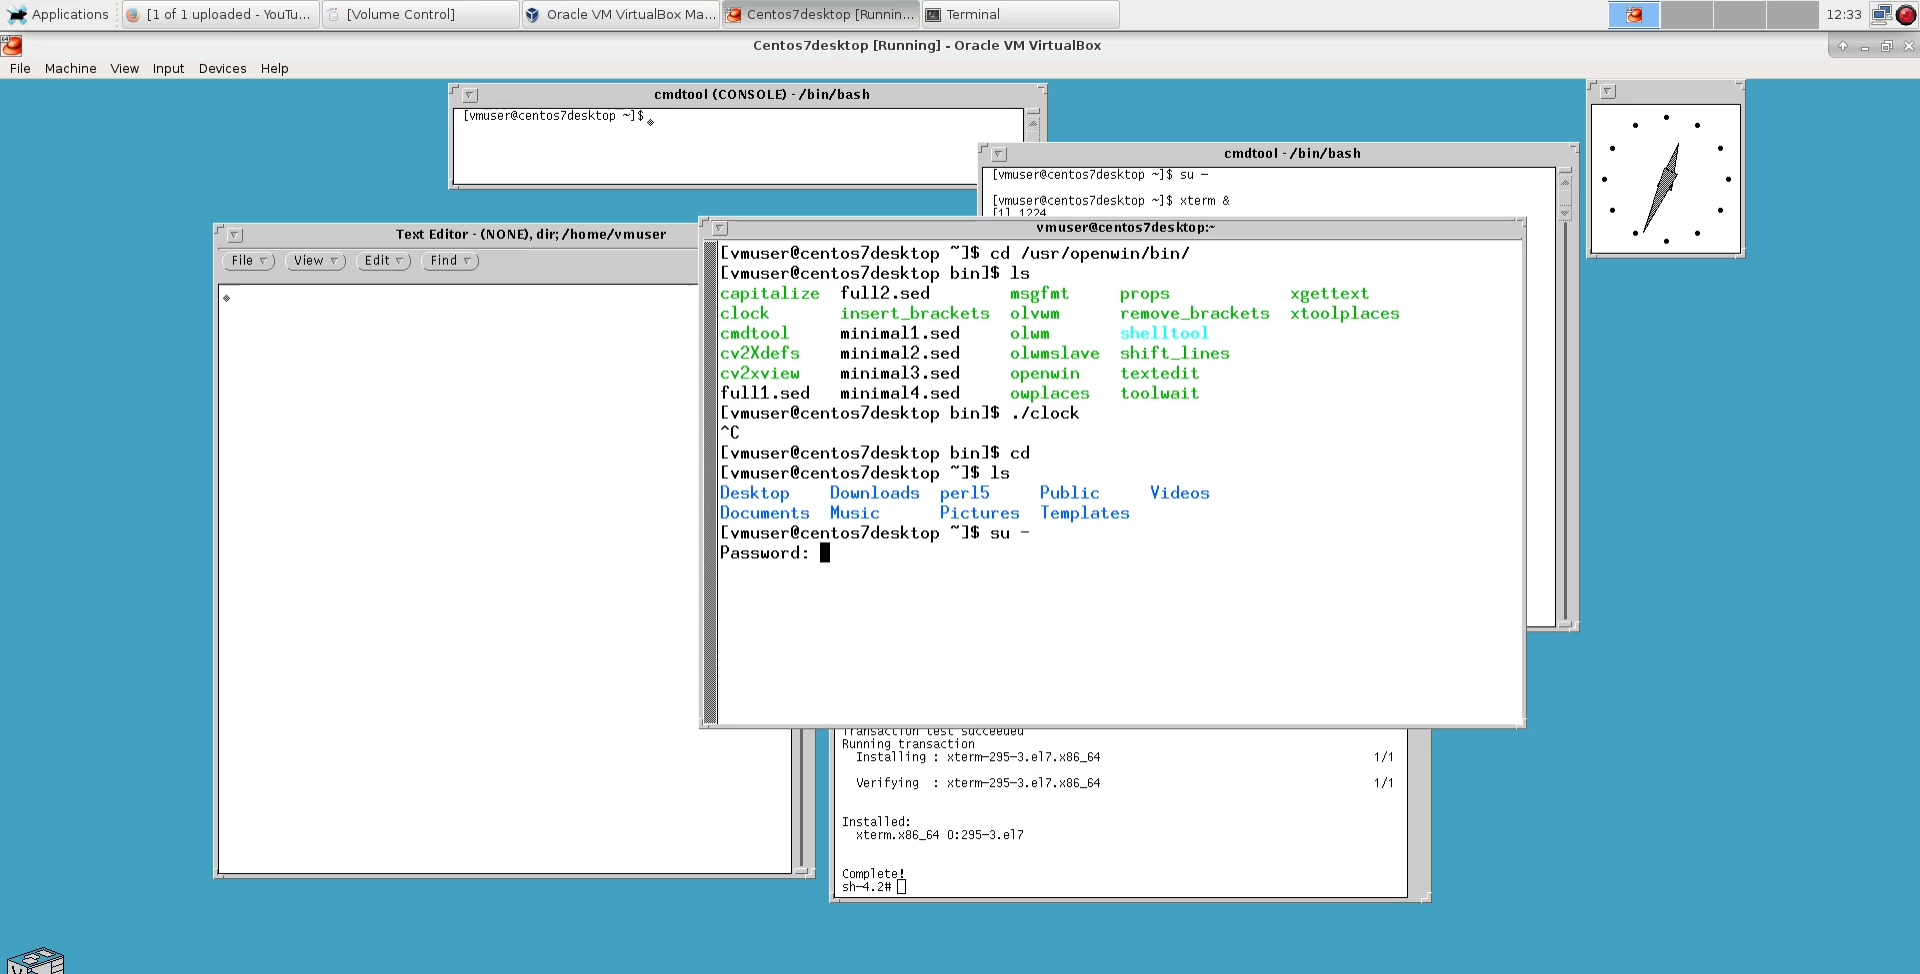 Applications
[1 of 1 uploaded - YouTu...
[Volume Control]
Oracle VM VirtualBox Ma...
Centos7desktop [Runnin...
Terminal
12:33
Centos7desktop [Running] - Oracle VM VirtualBox
File Machine View Input Devices Help
cmdtool (CONSOLE) - /bin/bash
[vmuser@centos7desktop ~]$
cmdtool - /bin/bash
[vmuser@centos7desktop ~]$ su -
[vmuser@centos7desktop ~]$ xterm &
[1] 1224
Text Editor - (NONE), dir; /home/vmuser
File View Edit Find
vmuser@centos7desktop:~
[vmuser@centos7desktop ~]$ cd /usr/openwin/bin/
[vmuser@centos7desktop bin]$ ls
capitalize full2.sed msgfmt props xgettext
clock insert_brackets olvwm remove_brackets xtoolplaces
cmdtool minimal1.sed olwm shelltool
cv2Xdefs minimal2.sed olwmslave shift_lines
cv2xview minimal3.sed openwin textedit
full1.sed minimal4.sed owplaces toolwait
[vmuser@centos7desktop bin]$ ./clock
^C
[vmuser@centos7desktop bin]$ cd
[vmuser@centos7desktop ~]$ ls
Desktop Downloads perl5 Public Videos
Documents Music Pictures Templates
[vmuser@centos7desktop ~]$ su -
Password:
Transaction test succeeded
Running transaction
Installing : xterm-295-3.el7.x86_64 1/1
Verifying : xterm-295-3.el7.x86_64 1/1
Installed:
xterm.x86_64 0:295-3.el7
Complete!
sh-4.2#